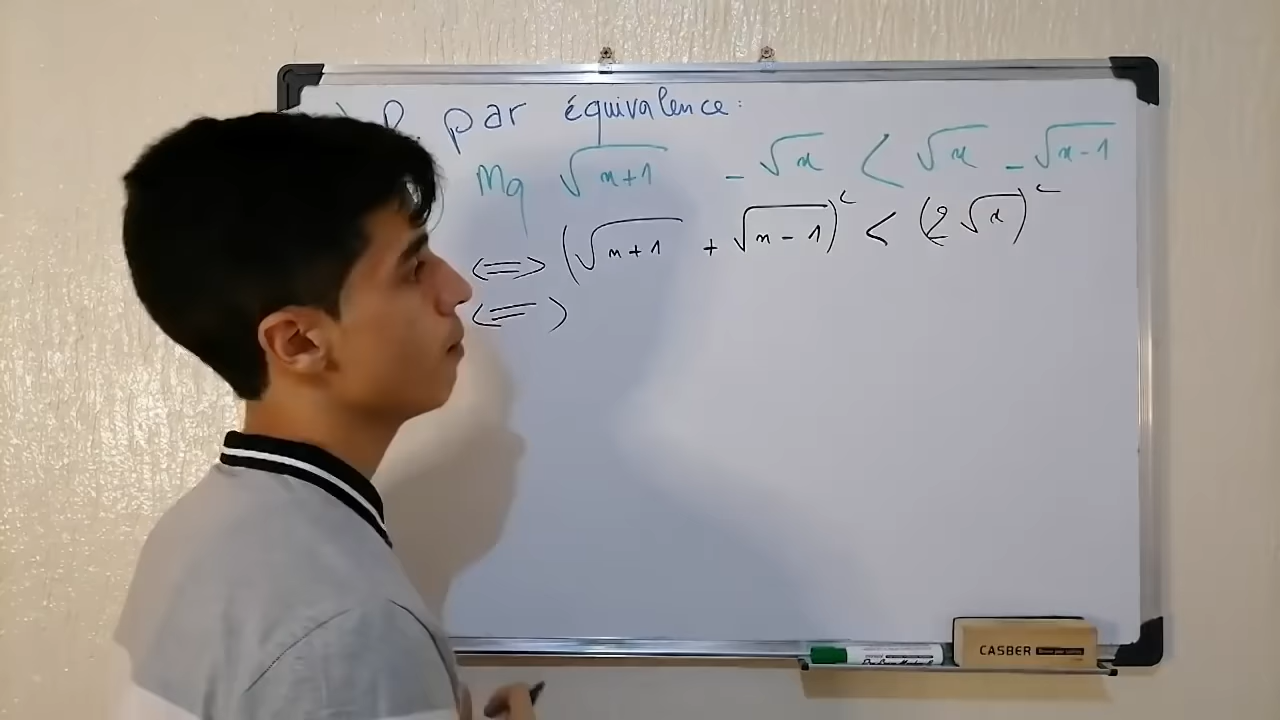 R. par équivalence:
Mq √(n+1) - √n < √n - √(n-1)
<=> (√(n+1) + √(n-1))² < (2√n)²
<=>
CASBER